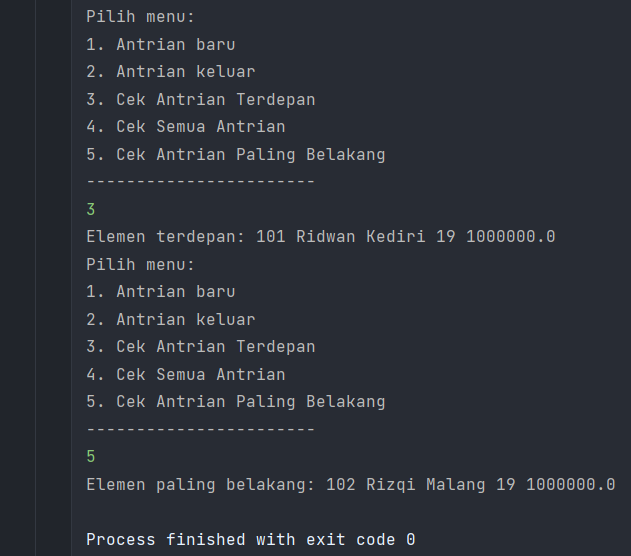 Pilih menu:
1. Antrian baru
2. Antrian keluar
3. Cek Antrian Terdepan
4. Cek Semua Antrian
5. Cek Antrian Paling Belakang
-----------------------
3
Elemen terdepan: 101 Ridwan Kediri 19 1000000.0
Pilih menu:
1. Antrian baru
2. Antrian keluar
3. Cek Antrian Terdepan
4. Cek Semua Antrian
5. Cek Antrian Paling Belakang
-----------------------
5
Elemen paling belakang: 102 Rizqi Malang 19 1000000.0
Process finished with exit code 0